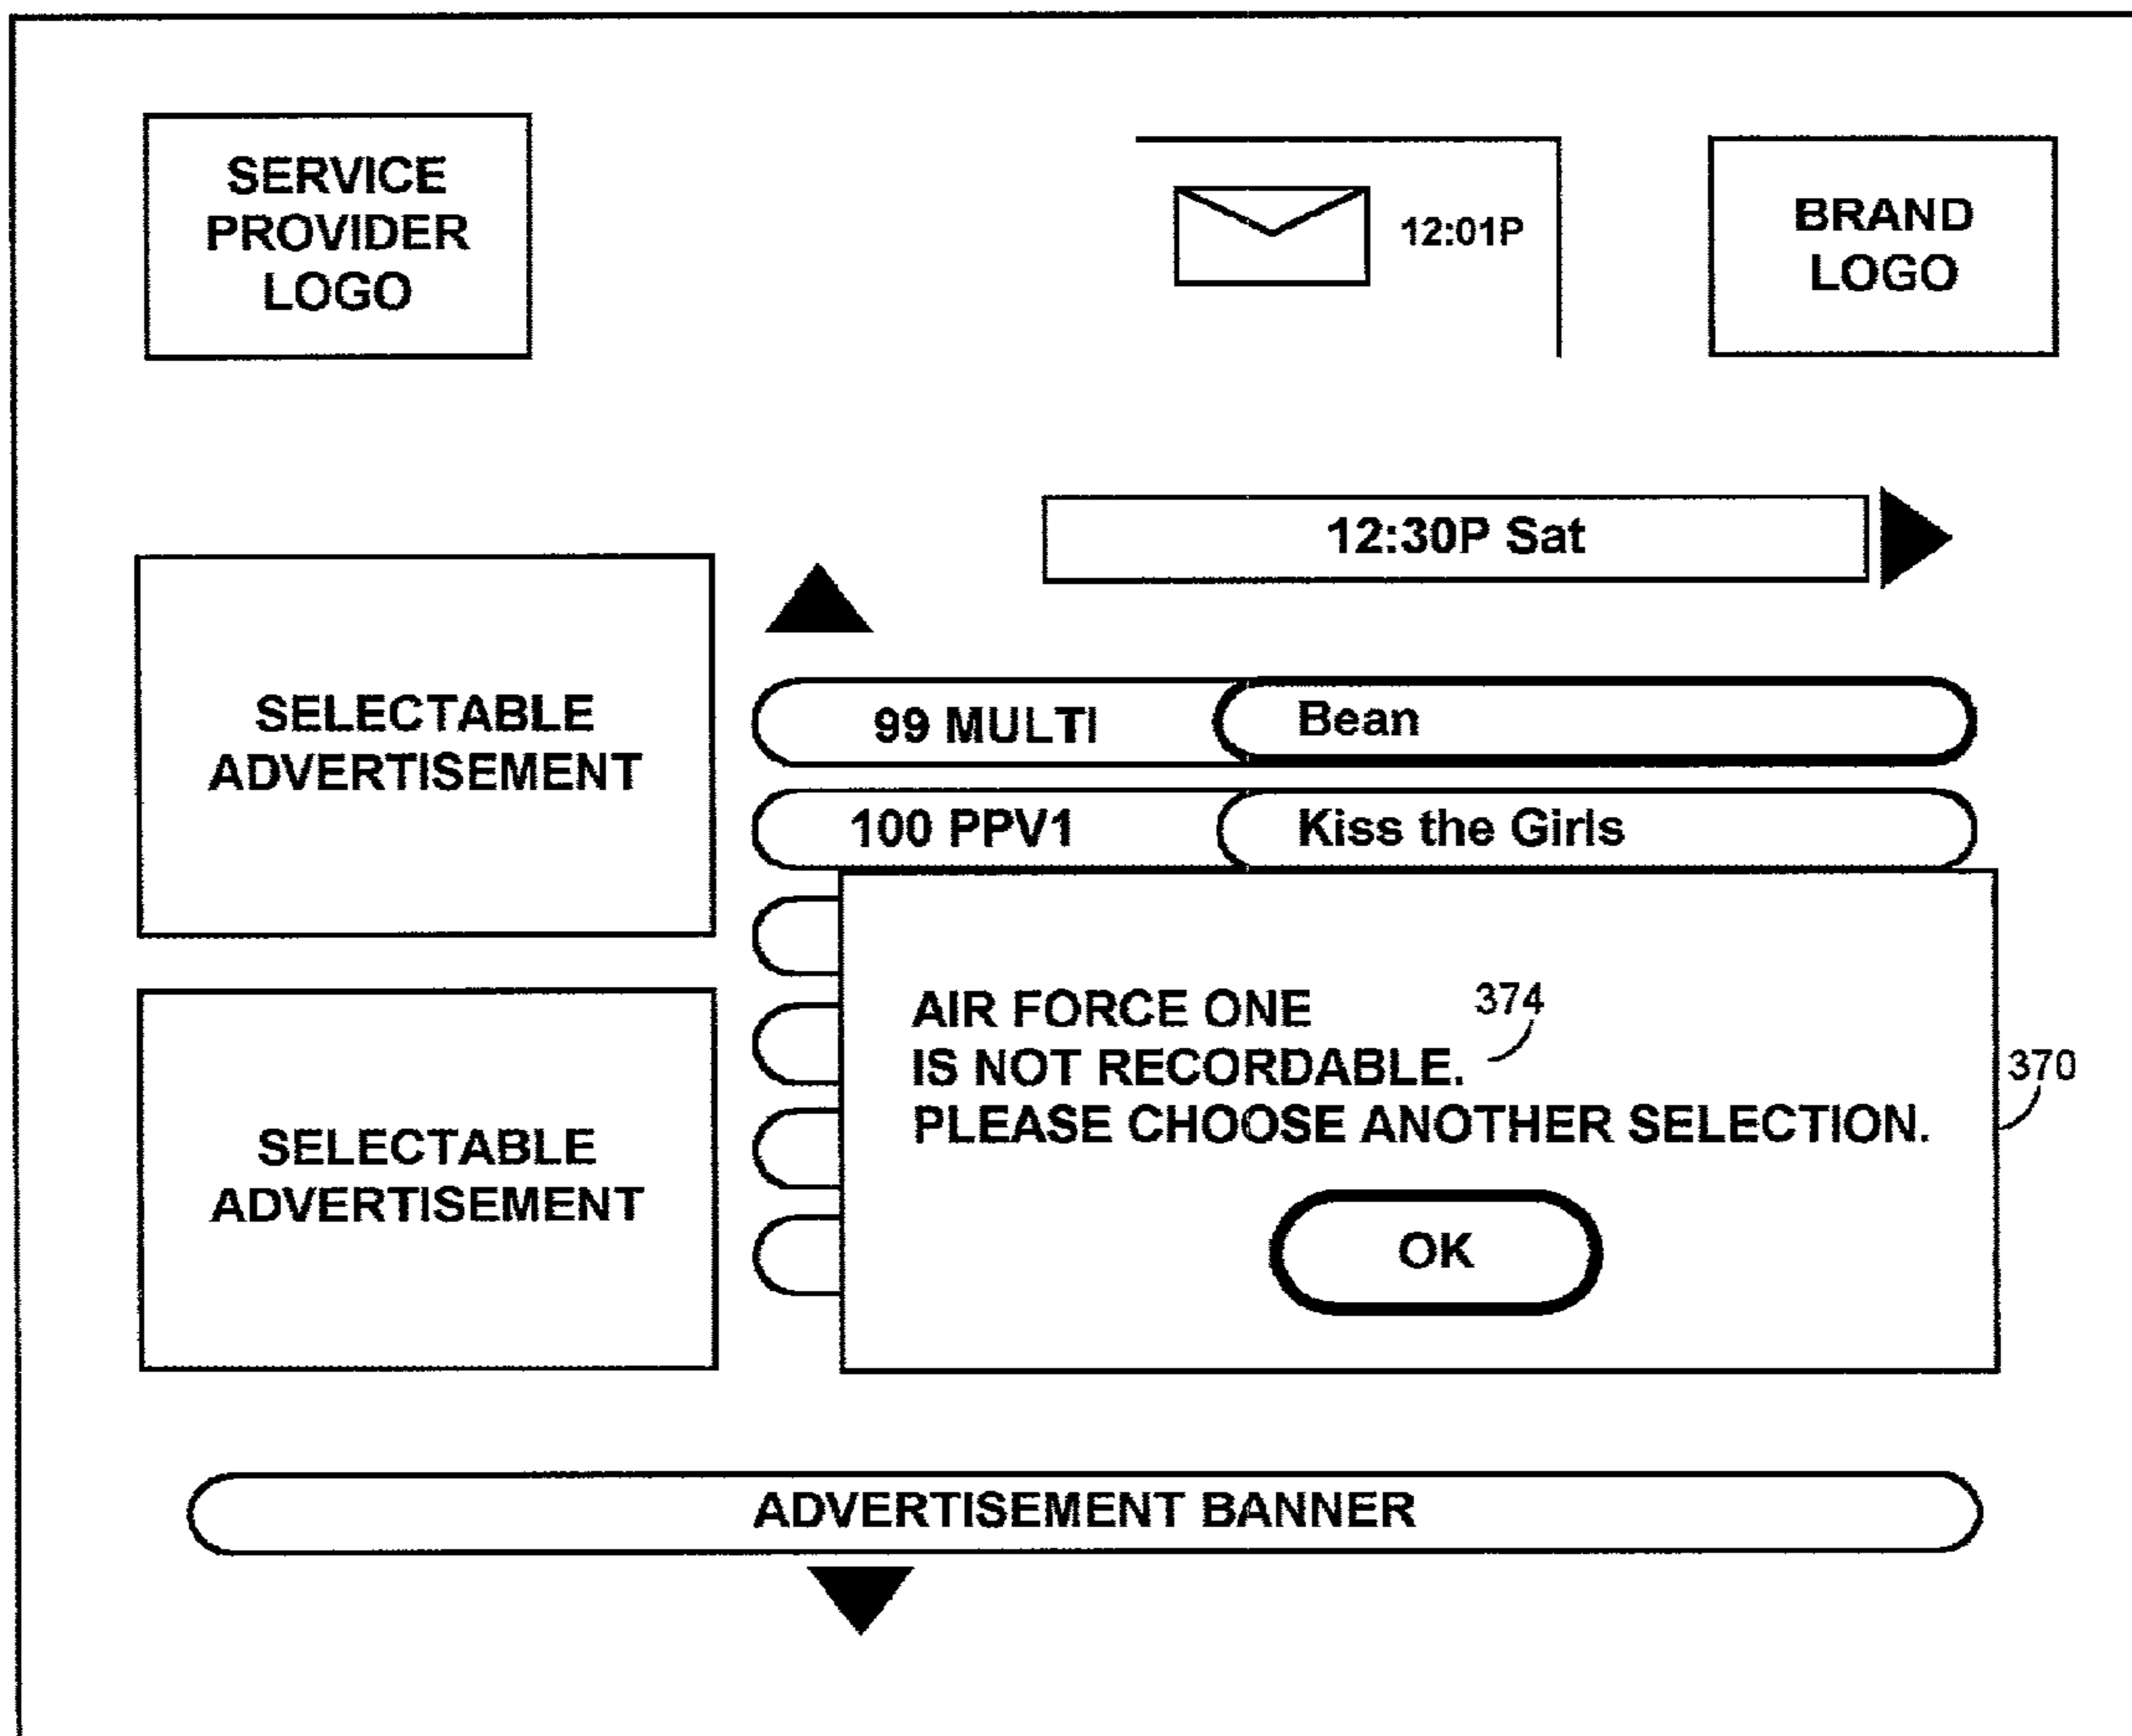 SERVICE
PROVIDER
LOGO
12:01P
BRAND
LOGO
12:30P Sat
SELECTABLE
ADVERTISEMENT
99 MULTI Bean
100 PPV1 Kiss the Girls
AIR FORCE ONE 374
IS NOT RECORDABLE.
370
PLEASE CHOOSE ANOTHER SELECTION.
OK
SELECTABLE
ADVERTISEMENT
ADVERTISEMENT BANNER